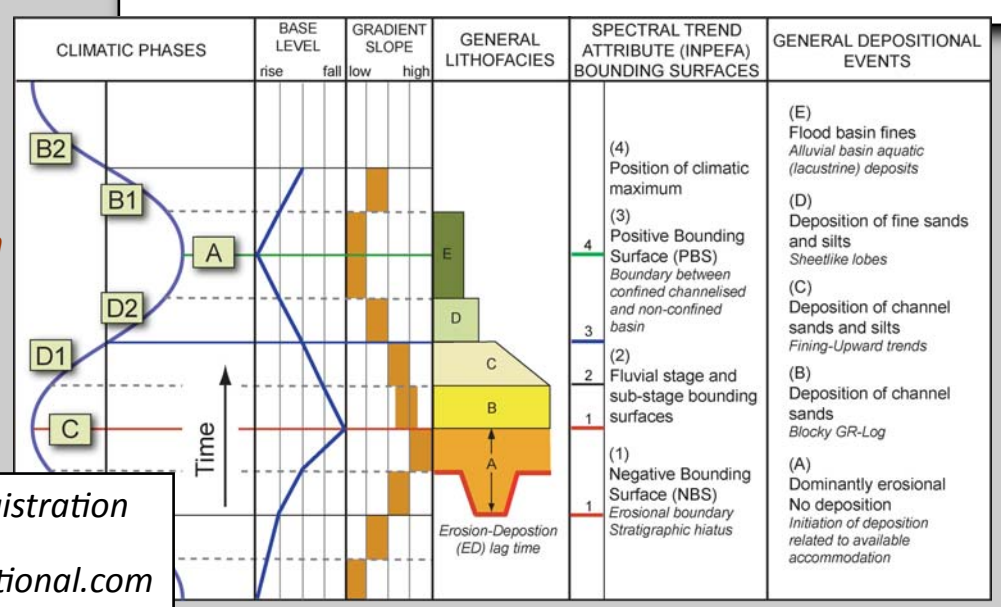 CLIMATIC PHASES
BASE
LEVEL
rise fall
GRADIENT
SLOPE
low high
GENERAL
LITHOFACIES
SPECTRAL TREND
ATTRIBUTE (INPEFA)
BOUNDING SURFACES
GENERAL DEPOSITIONAL
EVENTS
B2
B1
A
D2
D1
C
Time
E
D
C
B
A
Erosion-Depostion
(ED) lag time
4
3
2
1
1
(4)
Position of climatic
maximum
(3)
Positive Bounding
Surface (PBS)
Boundary between
confined channelised
and non-confined
basin
(2)
Fluvial stage and
sub-stage bounding
surfaces
(1)
Negative Bounding
Surface (NBS)
Erosional boundary
Stratigraphic hiatus
(E)
Flood basin fines
Alluvial basin aquatic
(lacustrine) deposits
(D)
Deposition of fine sands
and silts
Sheetlike lobes
(C)
Deposition of channel
sands and silts
Fining-Upward trends
(B)
Deposition of channel
sands
Blocky GR-Log
(A)
Dominantly erosional
No deposition
Initiation of deposition
related to available
accommodation
istration
tional.com